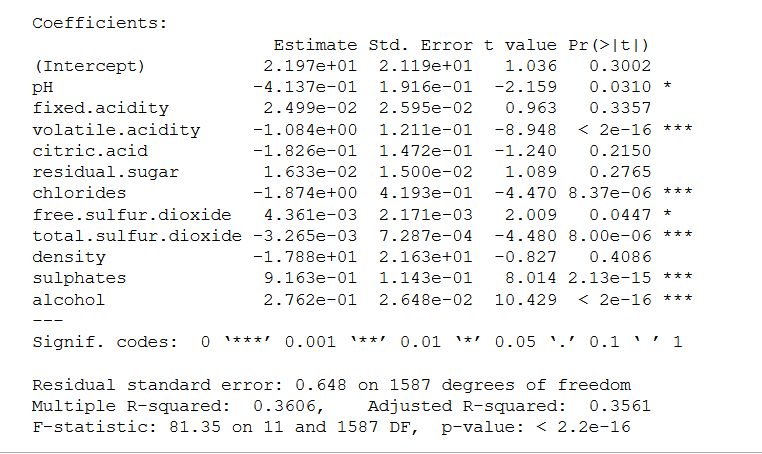 Coefficients:
Estimate Std. Error t value Pr(>|t|)
(Intercept) 2.197e+01 2.119e+01 1.036 0.3002
pH -4.137e-01 1.916e-01 -2.159 0.0310 *
fixed.acidity 2.499e-02 2.595e-02 0.963 0.3357
volatile.acidity -1.084e+00 1.211e-01 -8.948 < 2e-16 ***
citric.acid -1.826e-01 1.472e-01 -1.240 0.2150
residual.sugar 1.633e-02 1.500e-02 1.089 0.2765
chlorides -1.874e+00 4.193e-01 -4.470 8.37e-06 ***
free.sulfur.dioxide 4.361e-03 2.171e-03 2.009 0.0447 *
total.sulfur.dioxide -3.265e-03 7.287e-04 -4.480 8.00e-06 ***
density -1.788e+01 2.163e+01 -0.827 0.4086
sulphates 9.163e-01 1.143e-01 8.014 2.13e-15 ***
alcohol 2.762e-01 2.648e-02 10.429 < 2e-16 ***
---
Signif. codes: 0 ‘***’ 0.001 ‘**’ 0.01 ‘*’ 0.05 ‘.’ 0.1 ‘ ’ 1
Residual standard error: 0.648 on 1587 degrees of freedom
Multiple R-squared: 0.3606, Adjusted R-squared: 0.3561
F-statistic: 81.35 on 11 and 1587 DF, p-value: < 2.2e-16